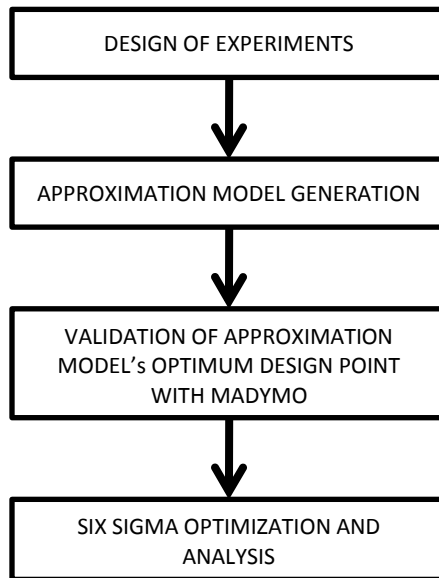 DESIGN OF EXPERIMENTS
APPROXIMATION MODEL GENERATION
VALIDATION OF APPROXIMATION
MODEL's OPTIMUM DESIGN POINT
WITH MADYMO
SIX SIGMA OPTIMIZATION AND
ANALYSIS